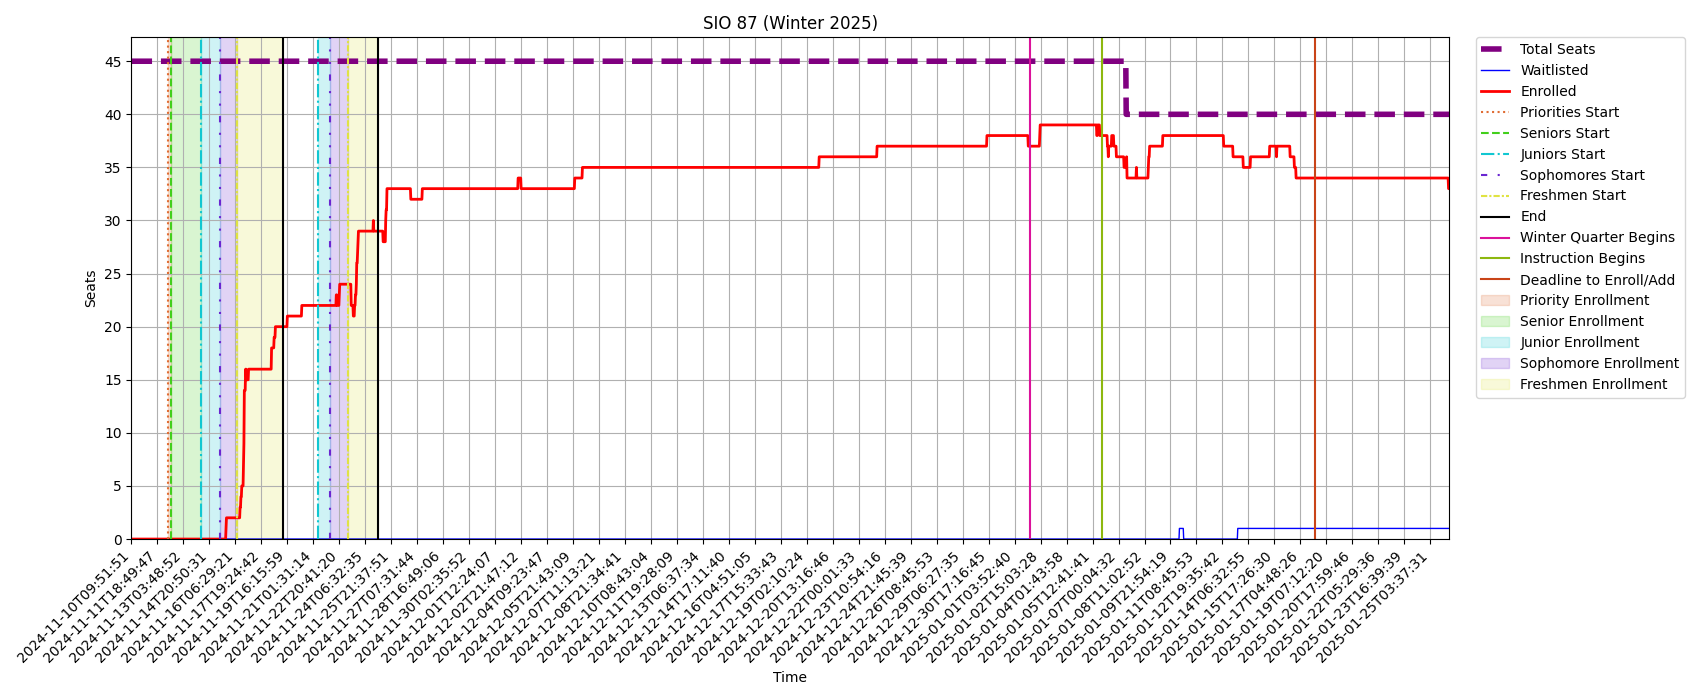 SIO 87 (Winter 2025)
Seats
45
40
35
30
25
20
15
10
5
0
2024-11-10T09:51:51
2024-11-11T18:49:47
2024-11-13T03:48:52
2024-11-14T20:50:31
2024-11-16T06:29:21
2024-11-17T19:24:42
2024-11-19T16:15:59
2024-11-21T01:31:14
2024-11-22T20:41:20
2024-11-24T06:32:35
2024-11-25T21:37:51
2024-11-27T07:31:44
2024-11-28T16:49:06
2024-11-30T02:35:52
2024-12-01T12:24:07
2024-12-02T21:47:12
2024-12-04T09:23:47
2024-12-05T21:43:09
2024-12-07T11:13:21
2024-12-08T21:34:41
2024-12-10T08:43:04
2024-12-11T19:28:09
2024-12-13T06:37:34
2024-12-14T17:11:40
2024-12-16T04:51:05
2024-12-17T15:33:43
2024-12-19T02:10:24
2024-12-20T13:16:46
2024-12-22T00:01:33
2024-12-23T10:54:16
2024-12-24T21:45:39
2024-12-26T08:45:53
2024-12-29T06:27:35
2024-12-30T17:16:45
2025-01-01T03:52:40
2025-01-02T15:03:28
2025-01-04T01:43:58
2025-01-05T12:41:41
2025-01-07T00:04:32
2025-01-08T11:02:52
2025-01-09T21:54:19
2025-01-11T08:45:53
2025-01-12T19:35:42
2025-01-14T06:32:55
2025-01-15T17:26:30
2025-01-17T04:48:26
2025-01-19T07:12:20
2025-01-20T17:59:46
2025-01-22T05:29:36
2025-01-23T16:39:39
2025-01-25T03:37:31
Time
Total Seats
Waitlisted
Enrolled
Priorities Start
Seniors Start
Juniors Start
Sophomores Start
Freshmen Start
End
Winter Quarter Begins
Instruction Begins
Deadline to Enroll/Add
Priority Enrollment
Senior Enrollment
Junior Enrollment
Sophomore Enrollment
Freshmen Enrollment